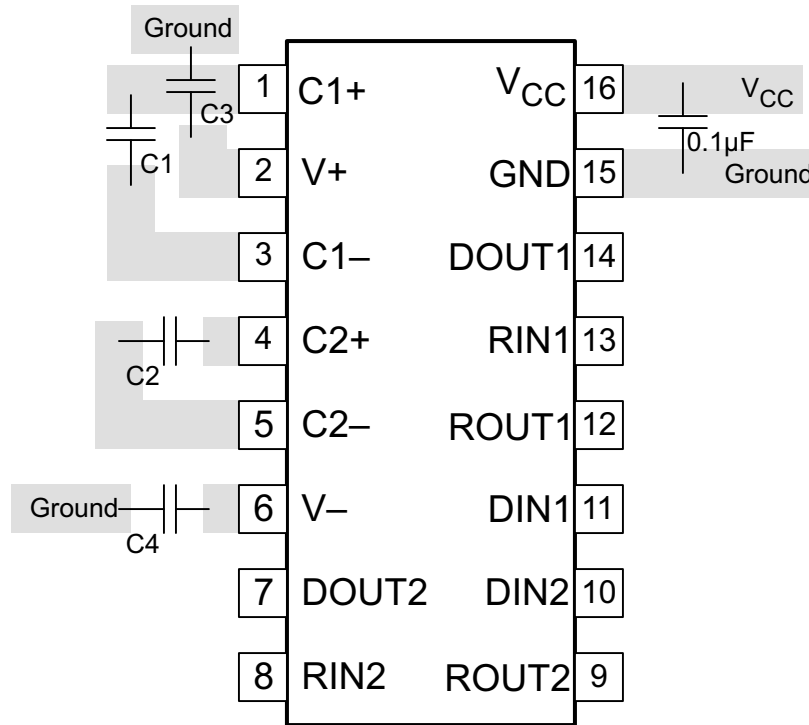 Ground
1 C1+ V_CC 16 V_CC
C3
C1
0.1µF
2 V+ GND 15 Ground
3 C1– DOUT1 14
4 C2+ RIN1 13
C2
5 C2– ROUT1 12
Ground 6 V– DIN1 11
C4
7 DOUT2 DIN2 10
8 RIN2 ROUT2 9